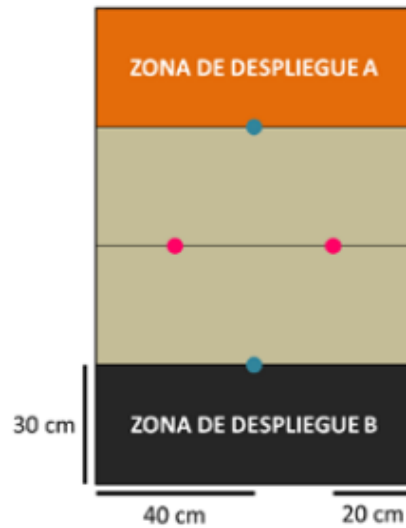 ZONA DE DESPLIEGUE A
30 cm
ZONA DE DESPLIEGUE B
40 cm
20 cm